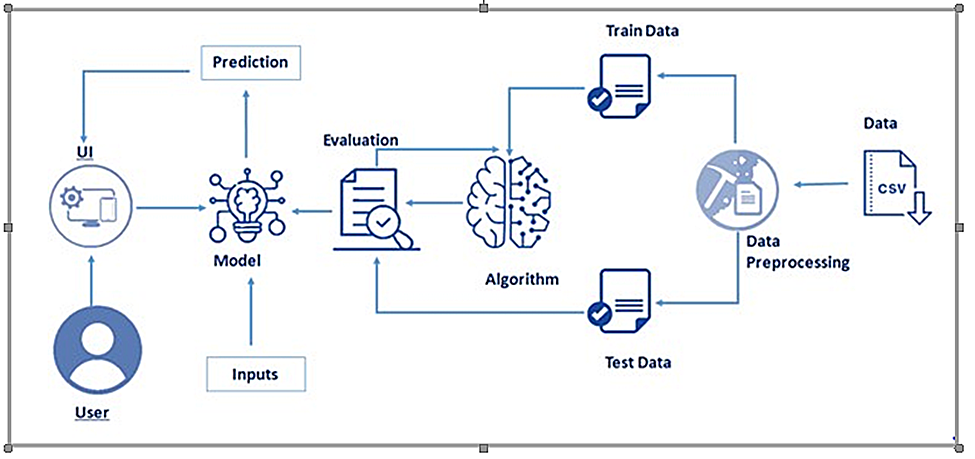 Train Data
Prediction
Data
UI
Evaluation
CSV
Model
Algorithm
Data
Preprocessing
Inputs
Test Data
User